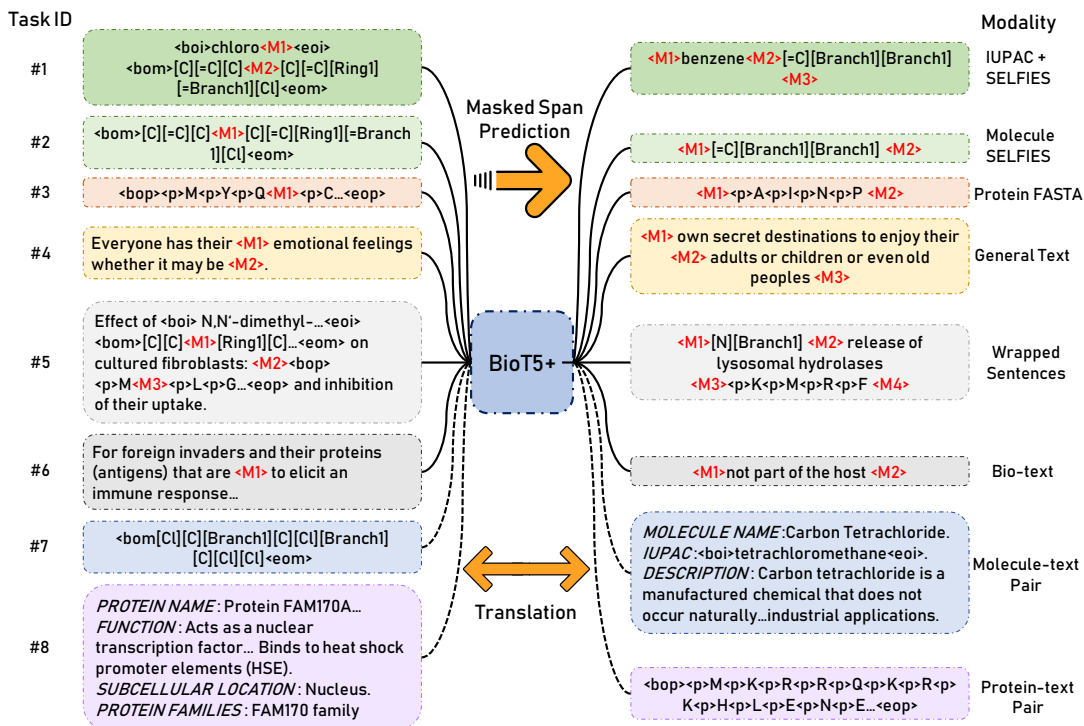 Task ID
Modality
#1
<boi>chloro<M1><eoi>
<bom>[C][=C][C]<M2>[C][=C][Ring1]
[=Branch1][Cl]<eom>
<M1>benzene<M2>[=C][Branch1][Branch1]
<M3>
IUPAC +
SELFIES
Masked Span
Prediction
#2
<bom>[C][=C][C]<M1>[C][=C][Ring1][=Branch
1][Cl]<eom>
<M1>[=C][Branch1][Branch1] <M2>
Molecule
SELFIES
#3
<bop><p>M<p>Y<p>Q<M1><p>C...<eop>
<M1><p>A<p>I<p>N<p>P <M2>
Protein FASTA
#4
Everyone has their <M1> emotional feelings
whether it may be <M2>.
<M1> own secret destinations to enjoy their
<M2> adults or children or even old
peoples <M3>
General Text
#5
Effect of <boi> N,N'-dimethyl-...<eoi>
<bom>[C][C]<M1>[Ring1][C]...<eom> on
cultured fibroblasts: <M2><bop>
<p>M<M3><p>L<p>G...<eop> and inhibition
of their uptake.
BioT5+
<M1>[N][Branch1] <M2> release of
lysosomal hydrolases
<M3><p>K<p>M<p>R<p>F <M4>
Wrapped
Sentences
#6
For foreign invaders and their proteins
(antigens) that are <M1> to elicit an
immune response...
<M1>not part of the host <M2>
Bio-text
#7
<bom[Cl][C][Branch1][C][Cl][Branch1]
[C][Cl][Cl]<eom>
MOLECULE NAME :Carbon Tetrachloride.
IUPAC :<boi>tetrachloromethane<eoi>.
DESCRIPTION : Carbon tetrachloride is a
manufactured chemical that does not
occur naturally...industrial applications.
Molecule-text
Pair
Translation
#8
PROTEIN NAME : Protein FAM170A...
FUNCTION : Acts as a nuclear
transcription factor... Binds to heat shock
promoter elements (HSE).
SUBCELLULAR LOCATION : Nucleus.
PROTEIN FAMILIES : FAM170 family
<bop><p>M<p>K<p>R<p>R<p>Q<p>K<p>R<p>
K<p>H<p>L<p>E<p>N<p>E...<eop>
Protein-text
Pair